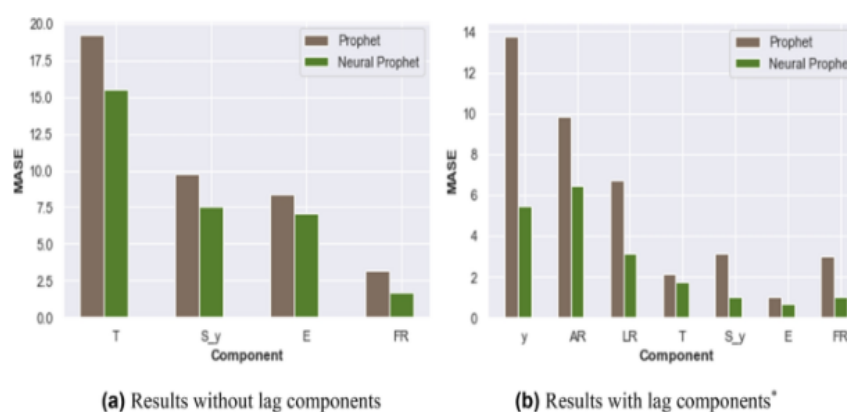 20.0
17.5
15.0
12.5
10.0
7.5
5.0
2.5
0.0
MASE
Prophet
Neural Prophet
T S_y E FR
Component
(a) Results without lag components
14
12
10
8
6
4
2
0
MASE
Prophet
Neural Prophe
y AR LR T S_y E FR
Component
(b) Results with lag components*